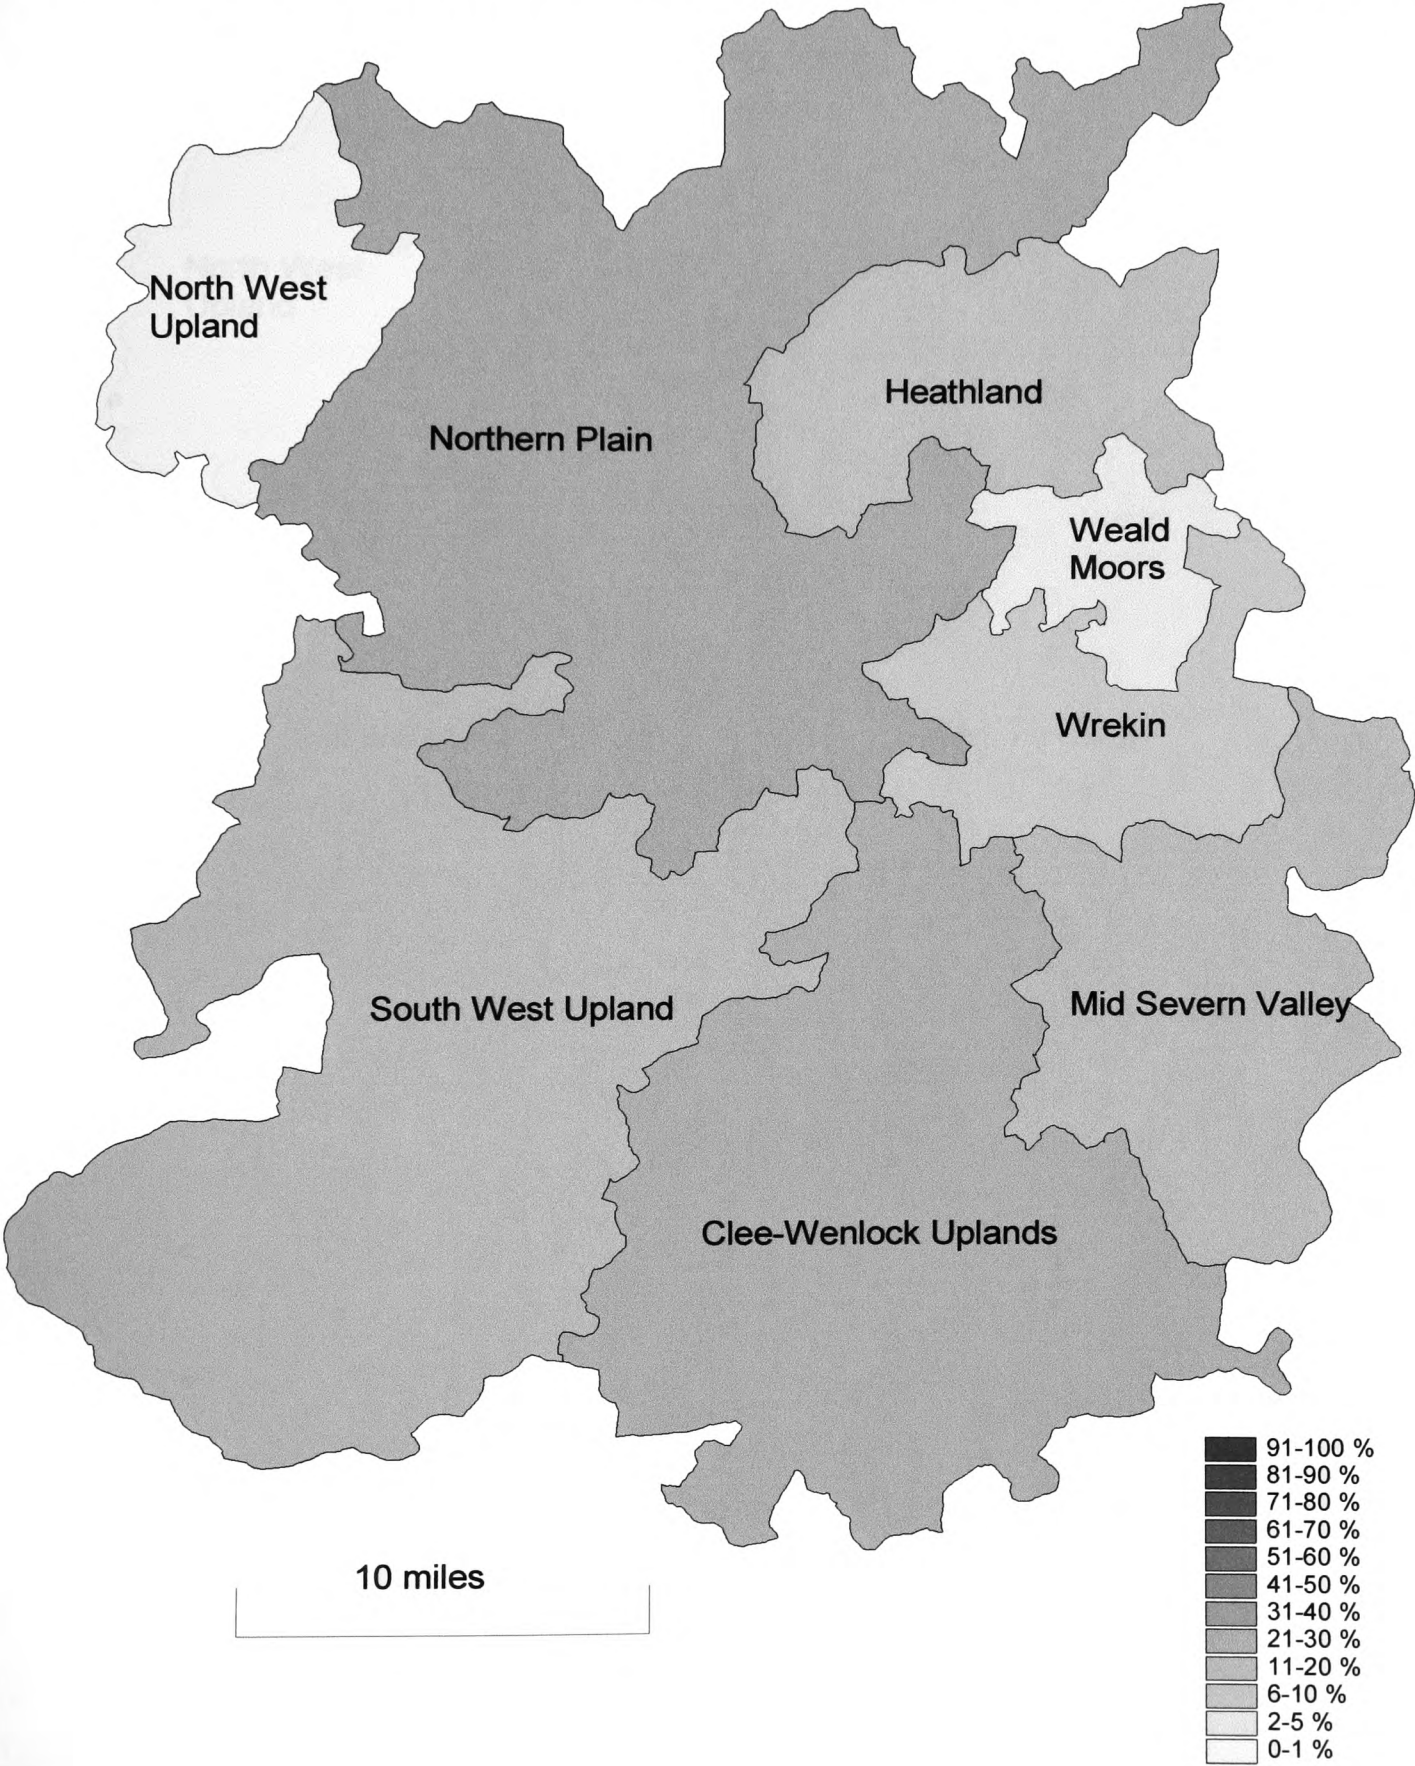 North West
Upland
Heathland
Northern Plain
Weald
Moors
Wrekin
South West Upland
Mid Severn Valley
Clee-Wenlock Uplands
10 miles
91-100 %
81-90 %
71-80 %
61-70 %
51-60 %
41-50 %
31-40 %
21-30 %
11-20 %
6-10 %
2-5 %
0-1 %